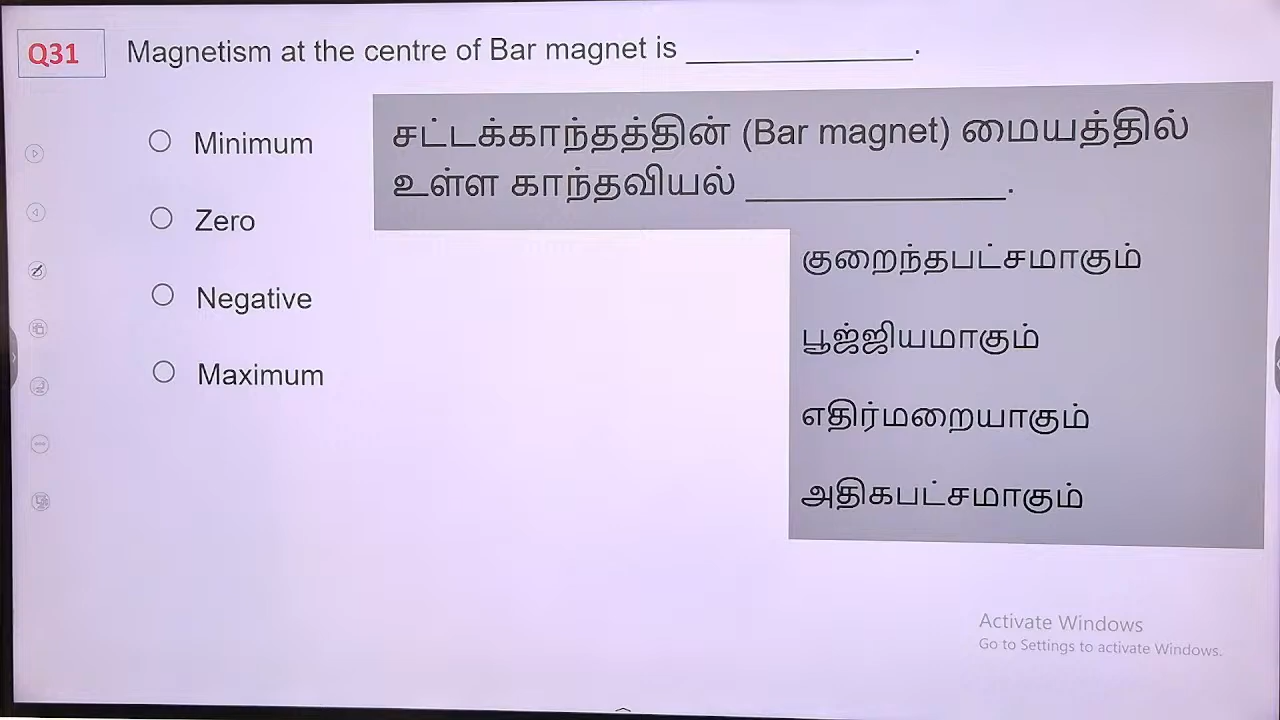 Q31 Magnetism at the centre of Bar magnet is ______________.
சட்டக்காந்தத்தின் (Bar magnet) மையத்தில்
உள்ள காந்தவியல் ________________.
Minimum
Zero
Negative
Maximum
குறைந்தபட்சமாகும்
பூஜ்ஜியமாகும்
எதிர்மறையாகும்
அதிகபட்சமாகும்
Activate Windows
Go to Settings to activate Windows.